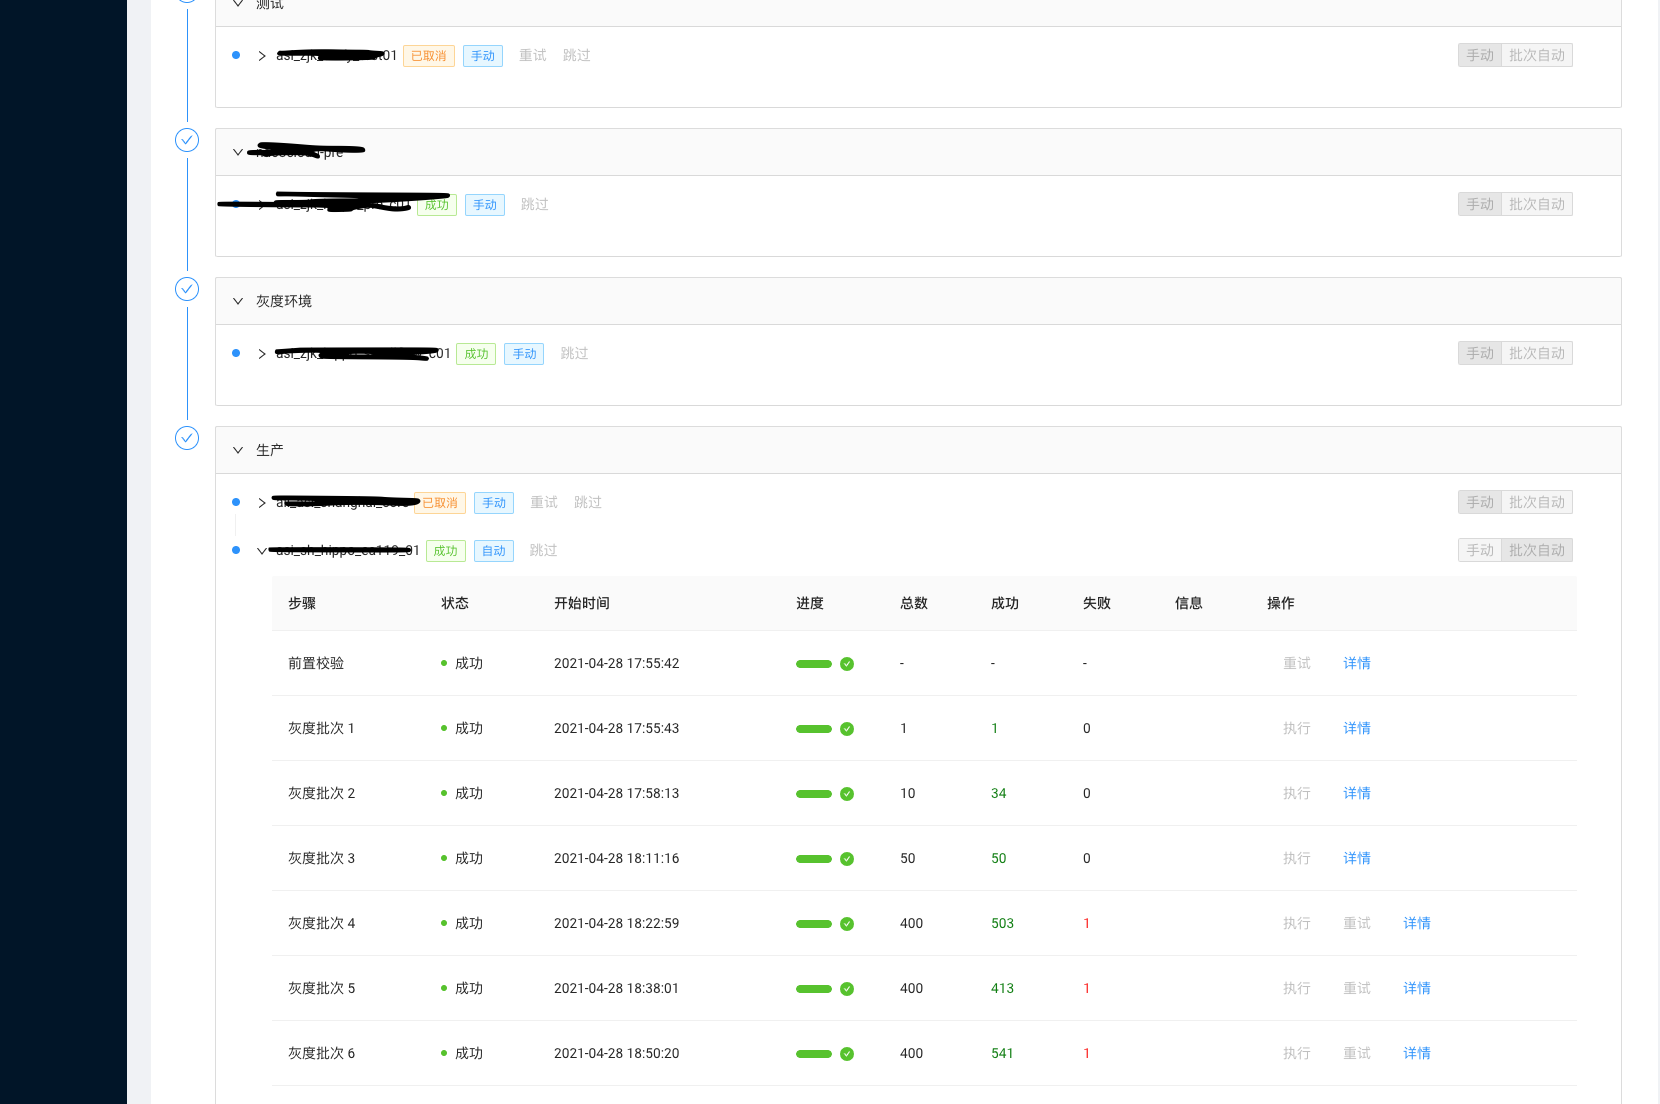 测试
01 已取消 手动 重试 跳过 手动 批次自动
-pre
成功 手动 跳过 手动 批次自动
灰度环境
asi_zjk c01 成功 手动 跳过 手动 批次自动
生产
已取消 手动 重试 跳过 手动 批次自动
asi_sh_hippo_ea119_01 成功 自动 跳过 手动 批次自动
步骤 状态 开始时间 进度 总数 成功 失败 信息 操作
前置校验 成功 2021-04-28 17:55:42 - - - 重试 详情
灰度批次 1 成功 2021-04-28 17:55:43 1 1 0 执行 详情
灰度批次 2 成功 2021-04-28 17:58:13 10 34 0 执行 详情
灰度批次 3 成功 2021-04-28 18:11:16 50 50 0 执行 详情
灰度批次 4 成功 2021-04-28 18:22:59 400 503 1 执行 重试 详情
灰度批次 5 成功 2021-04-28 18:38:01 400 413 1 执行 重试 详情
灰度批次 6 成功 2021-04-28 18:50:20 400 541 1 执行 重试 详情